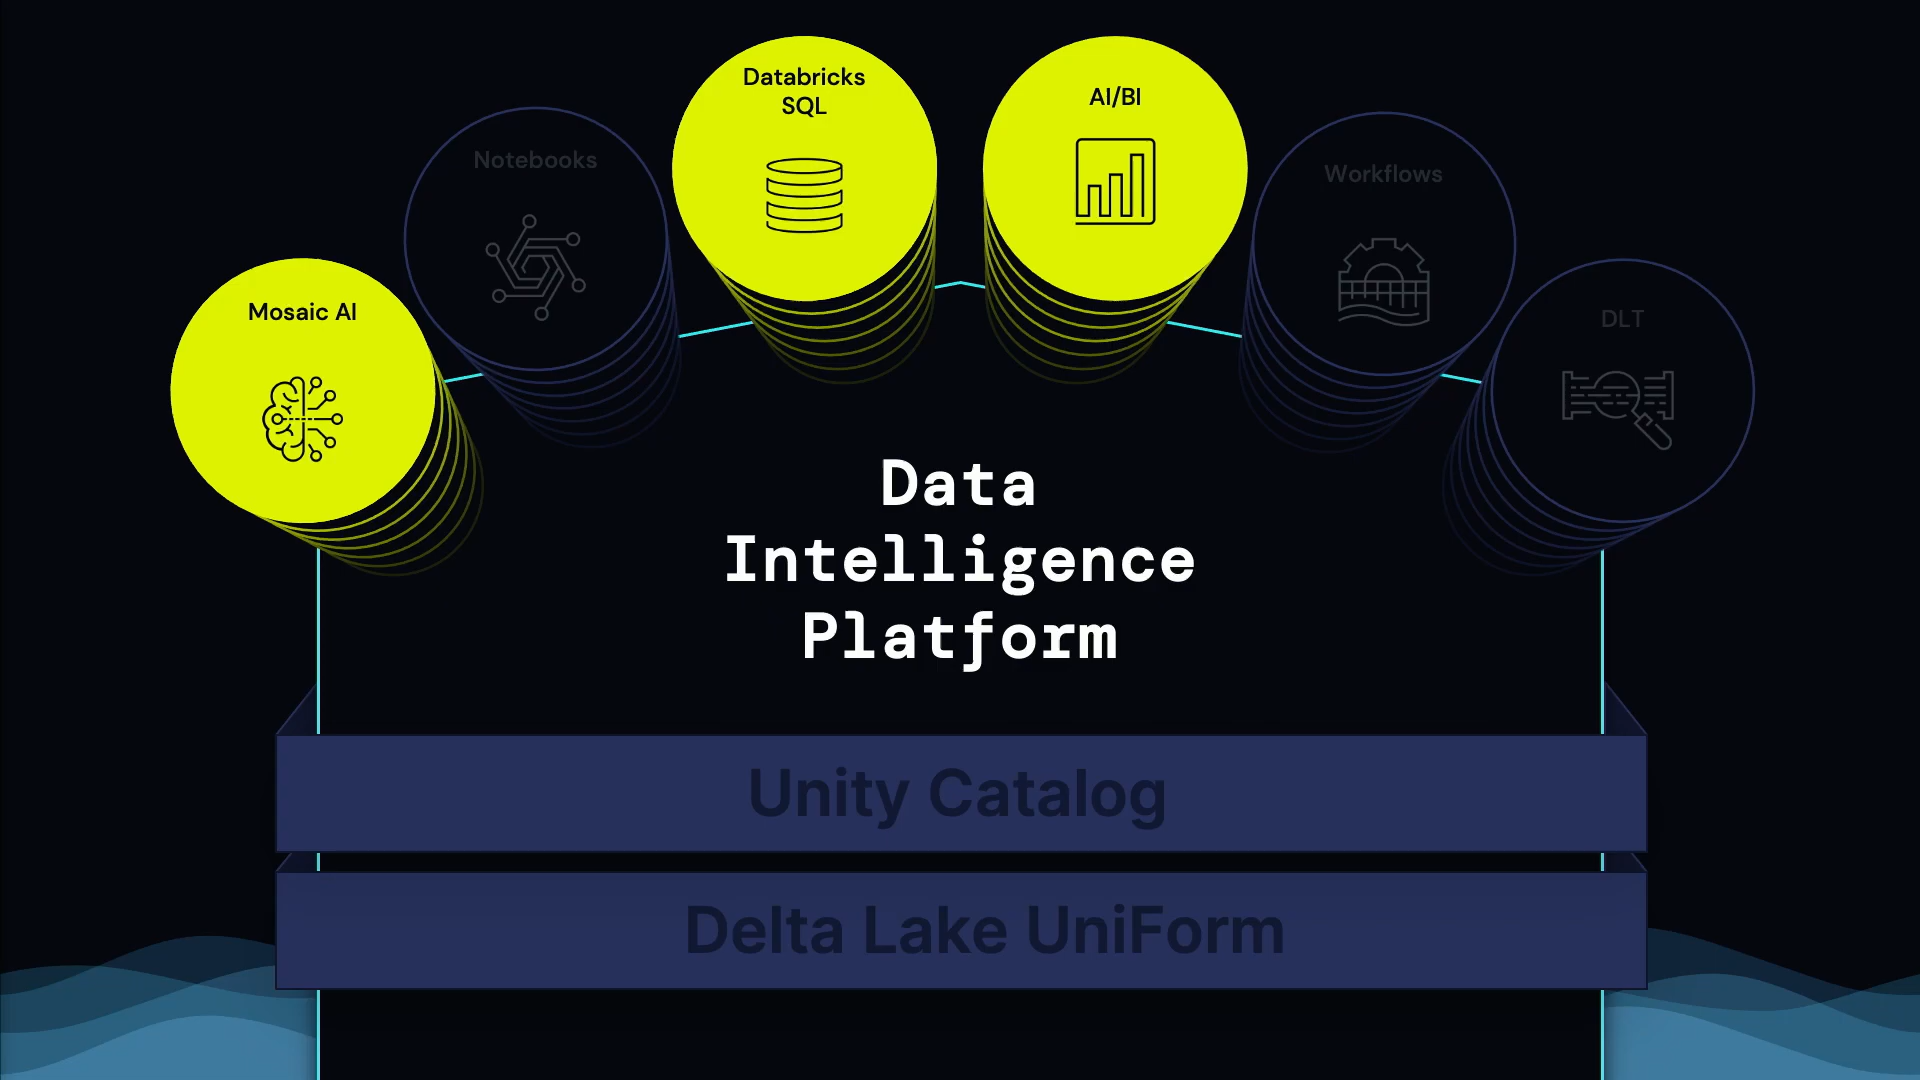 Databricks
SQL
AI/BI
Notebooks
Workflows
Mosaic AI
DLT
Data
Intelligence
Platform
Unity Catalog
Delta Lake UniForm